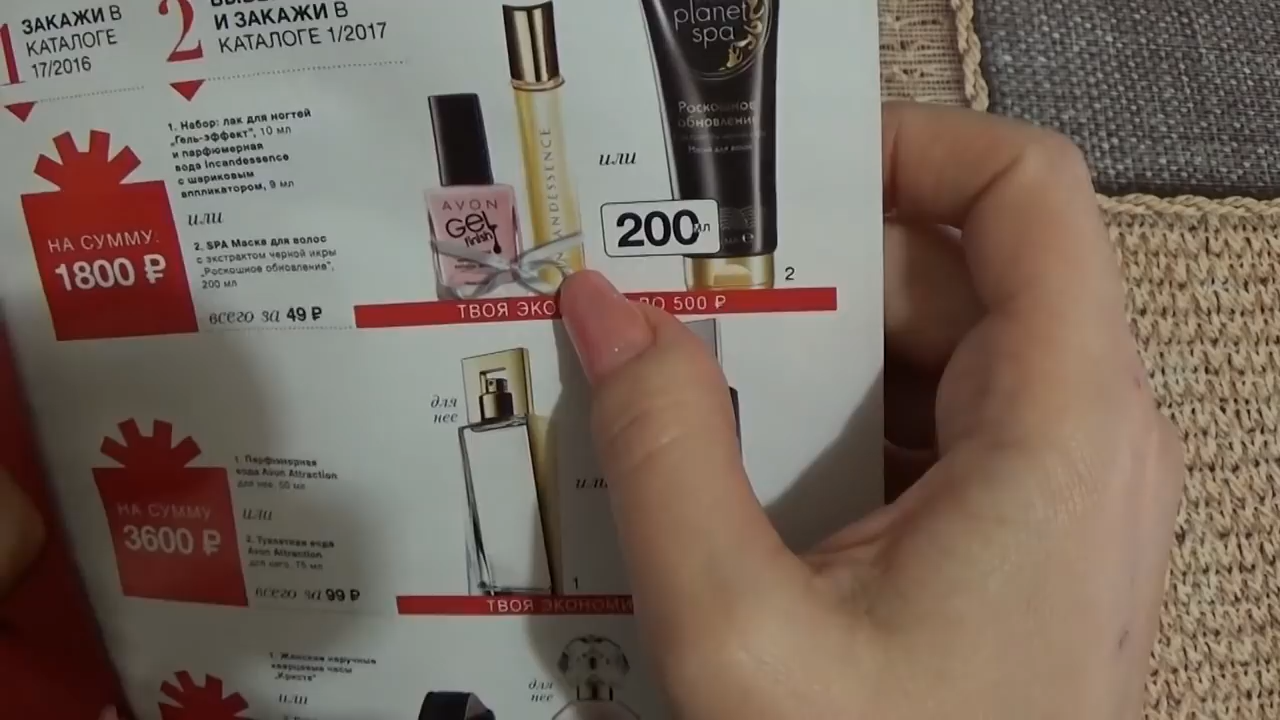 1
ЗАКАЖИ В
КАТАЛОГЕ
17/2016
2
И ЗАКАЖИ В
КАТАЛОГЕ 1/2017
НА СУММУ:
1800 ₽
1. Набор: лак для ногтей
„Гель-эффект", 10 мл
и парфюмерная
вода Incandessence
с шариковым
аппликатором, 9 мл
или
2. SPA Маска для волос
с экстрактом черной икры
„Роскошное обновление",
200 мл
всего за 49 ₽
AVON
GEL
finish
ANDESSENCE
или
planet
spa
Роскошное
обновление
200 мл
2
ТВОЯ ЭКО
ДО 500 ₽
НА СУММУ
3600 ₽
1. Парфюмерная
вода Avon Attraction
для нее, 50 мл
или
2. Туалетная вода
Avon Attraction
для него, 75 мл
всего за 99 ₽
для
нее
или
1
ТВОЯ ЭКОНОМИ
1. Женские наручные
кварцевые часы
или
для
нее